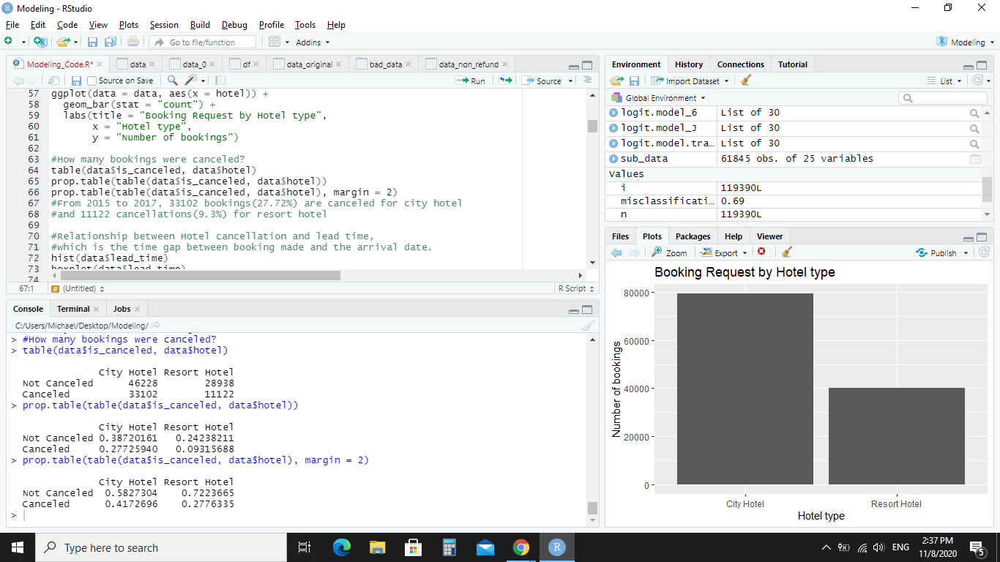 Modeling - RStudio
File Edit Code View Plots Session Build Debug Profile Tools Help
Go to file/function Addins Modeling
Modeling_Code.R* data data_0 df data_original bad_data data_non_refund
Source on Save Run Source
57 ggplot(data = data, aes(x = hotel)) +
58 geom_bar(stat = "count") +
59 labs(title = "Booking Request by Hotel type",
60 x = "Hotel type",
61 y = "Number of bookings")
62
63 #How many bookings were canceled?
64 table(data$is_canceled, data$hotel)
65 prop.table(table(data$is_canceled, data$hotel))
66 prop.table(table(data$is_canceled, data$hotel), margin = 2)
67 #From 2015 to 2017, 33102 bookings(27.72%) are canceled for city hotel
68 #and 11122 cancellations(9.3%) for resort hotel
69
70 #Relationship between Hotel cancellation and lead time,
71 #which is the time gap between booking made and the arrival date.
72 hist(data$lead_time)
73 boxplot(data$lead_time)
74
67:1 # (Untitled) R Script
Console Terminal Jobs
C:/Users/Michael/Desktop/Modeling/
> #How many bookings were canceled?
> table(data$is_canceled, data$hotel)
City Hotel Resort Hotel
Not Canceled 46228 28938
Canceled 33102 11122
> prop.table(table(data$is_canceled, data$hotel))
City Hotel Resort Hotel
Not Canceled 0.38720161 0.24238211
Canceled 0.27725940 0.09315688
> prop.table(table(data$is_canceled, data$hotel), margin = 2)
City Hotel Resort Hotel
Not Canceled 0.5827304 0.7223665
Canceled 0.4172696 0.2776335
>
Environment History Connections Tutorial
Import Dataset List
Global Environment
logit.model_6 List of 30
logit.model_J List of 30
logit.model.tra… List of 30
sub_data 61845 obs. of 25 variables
Values
i 119390L
misclassificati… 0.69
n 119390L
Files Plots Packages Help Viewer
Zoom Export Publish
Booking Request by Hotel type
80000
60000
40000
20000
0
Number of bookings
City Hotel Resort Hotel
Hotel type
Type here to search
ENG
2:37 PM
11/8/2020
5